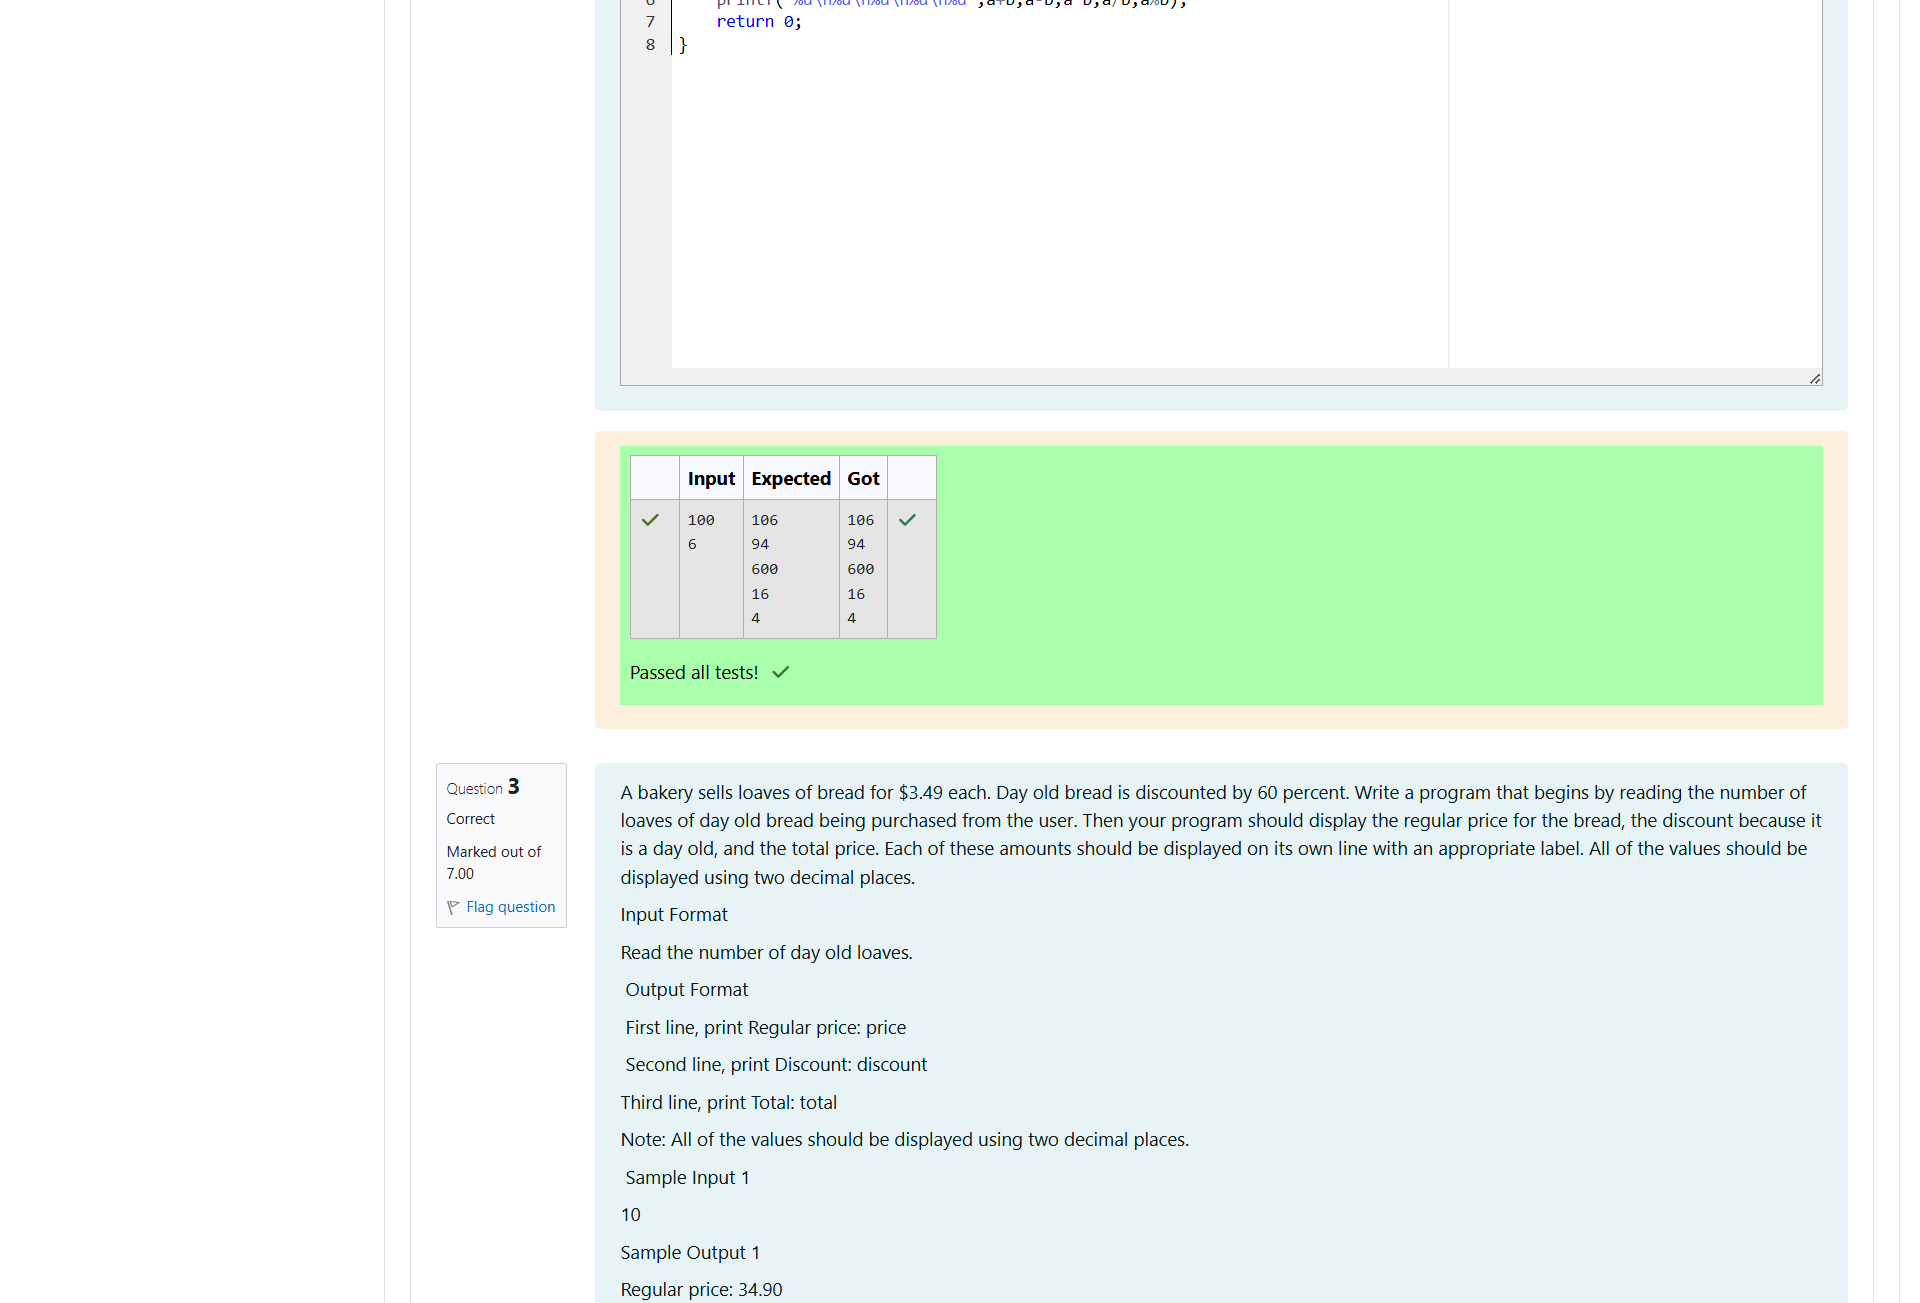 7 return 0;
8 }
Input Expected Got
100 106 106
6 94 94
600 600
16 16
4 4
Passed all tests!
Question 3
Correct
Marked out of
7.00
Flag question
A bakery sells loaves of bread for $3.49 each. Day old bread is discounted by 60 percent. Write a program that begins by reading the number of
loaves of day old bread being purchased from the user. Then your program should display the regular price for the bread, the discount because it
is a day old, and the total price. Each of these amounts should be displayed on its own line with an appropriate label. All of the values should be
displayed using two decimal places.
Input Format
Read the number of day old loaves.
Output Format
First line, print Regular price: price
Second line, print Discount: discount
Third line, print Total: total
Note: All of the values should be displayed using two decimal places.
Sample Input 1
10
Sample Output 1
Regular price: 34.90